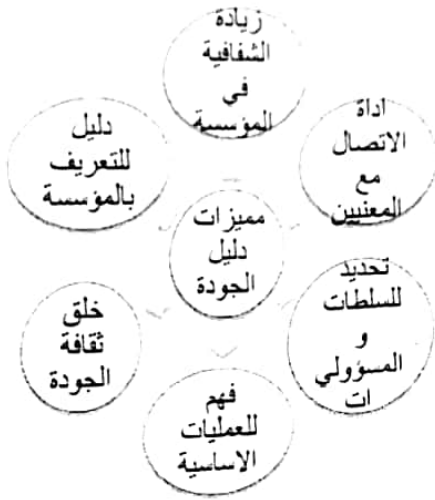 زيادة
الشفافية
في
المؤسسة
اداة
الاتصال
مع
المعنيين
دليل
للتعريف
بالمؤسسة
مميزات
دليل
الجودة
تحديد
للسلطات
و
المسؤولي
ات
خلق
ثقافة
الجودة
فهم
للعمليات
الاساسية